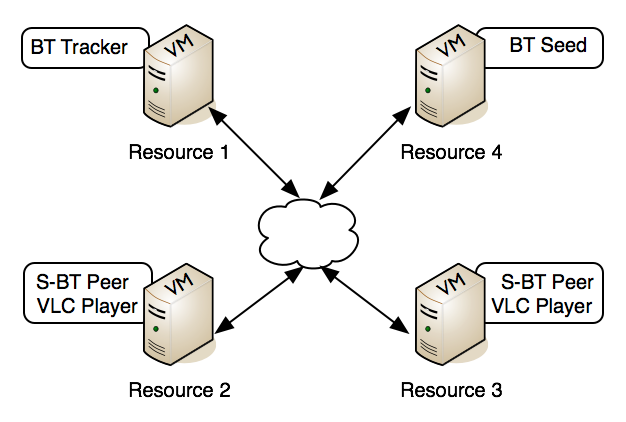 BT Tracker
VM
Resource 1
VM
BT Seed
Resource 4
S-BT Peer
VLC Player
VM
Resource 2
VM
S-BT Peer
VLC Player
Resource 3